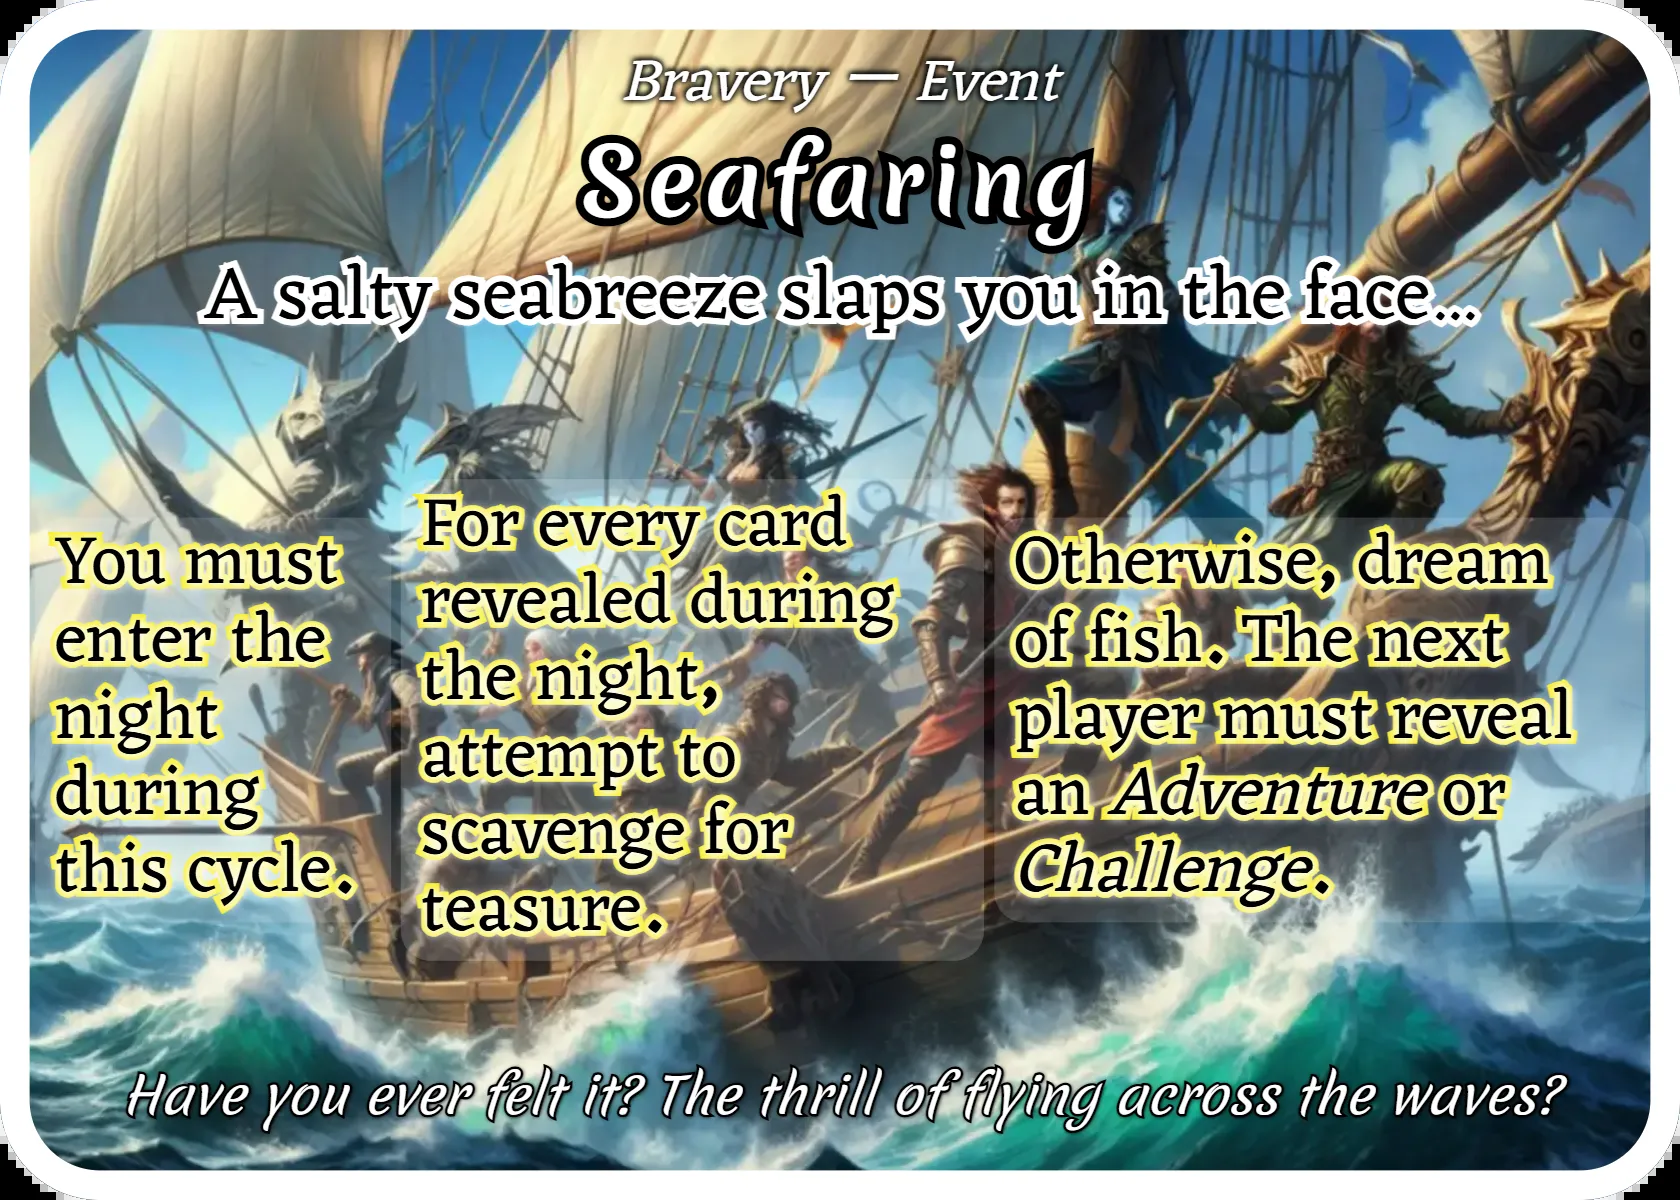 Bravery — Event
Seafaring
A salty seabreeze slaps you in the face...
You must
enter the
night
during
this cycle.
For every card
revealed during
the night,
attempt to
scavenge for
teasure.
Otherwise, dream
of fish. The next
player must reveal
an Adventure or
Challenge.
Have you ever felt it? The thrill of flying across the waves?